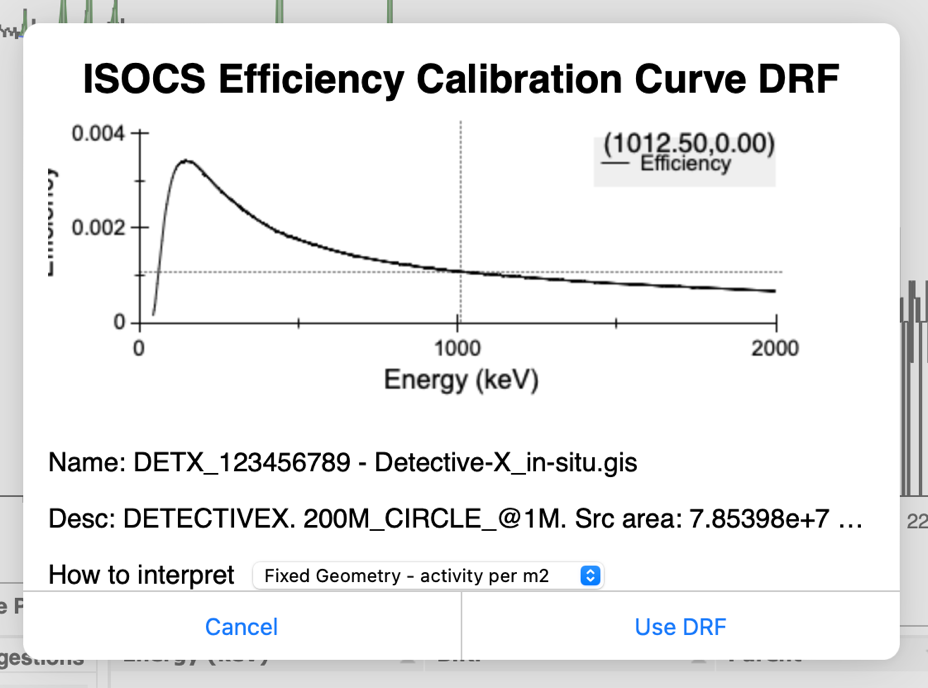 ISOCS Efficiency Calibration Curve DRF
0.004
(1012.50,0.00)
Efficiency
Efficiency
0.002
0
0
1000
2000
Energy (keV)
Name: DETX_123456789 - Detective-X_in-situ.gis
Desc: DETECTIVEX. 200M_CIRCLE_@1M. Src area: 7.85398e+7 ...
22
How to interpret
Fixed Geometry - activity per m2
Cancel
Use DRF